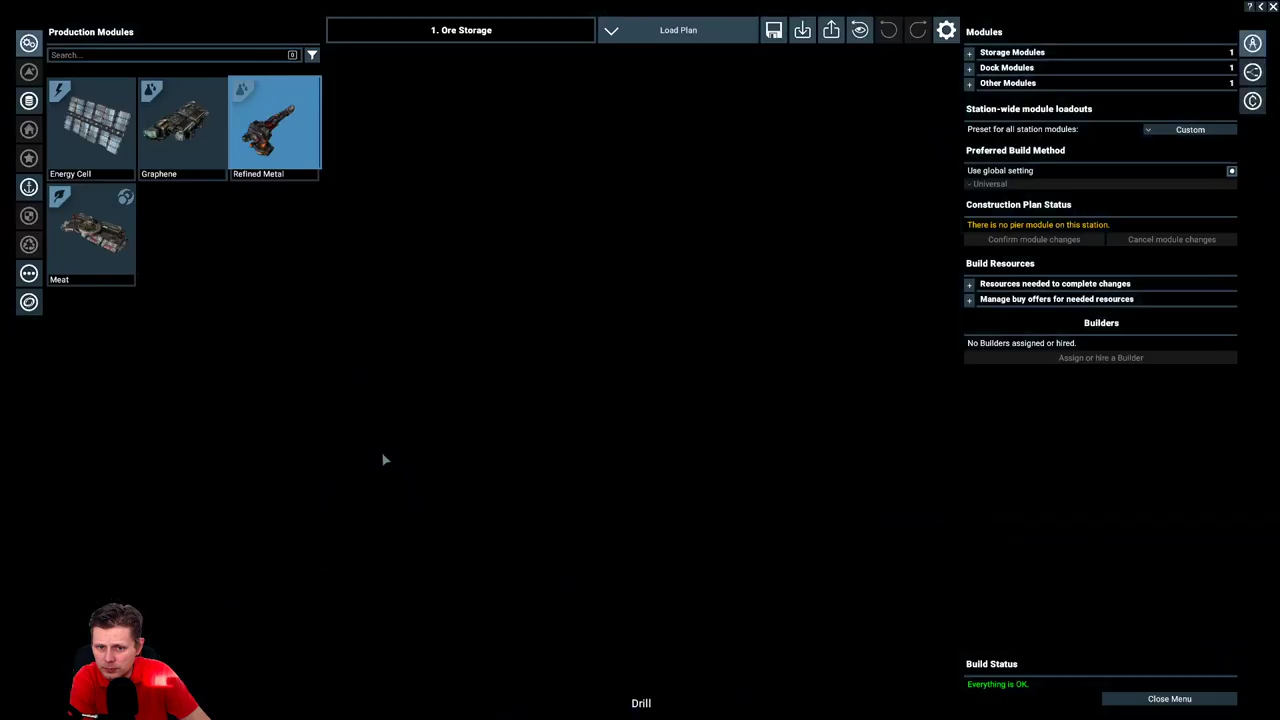 Production Modules
Search...
0
Energy Cell
Graphene
Refined Metal
Meat
1. Ore Storage
Load Plan
?
Modules
Storage Modules 1
Dock Modules 1
Other Modules 1
Station-wide module loadouts
Preset for all station modules: Custom
Preferred Build Method
Use global setting
- Universal
Construction Plan Status
There is no pier module on this station.
Confirm module changes Cancel module changes
Build Resources
Resources needed to complete changes
Manage buy offers for needed resources
Builders
No Builders assigned or hired.
Assign or hire a Builder
Build Status
Everything is OK.
Close Menu
Drill